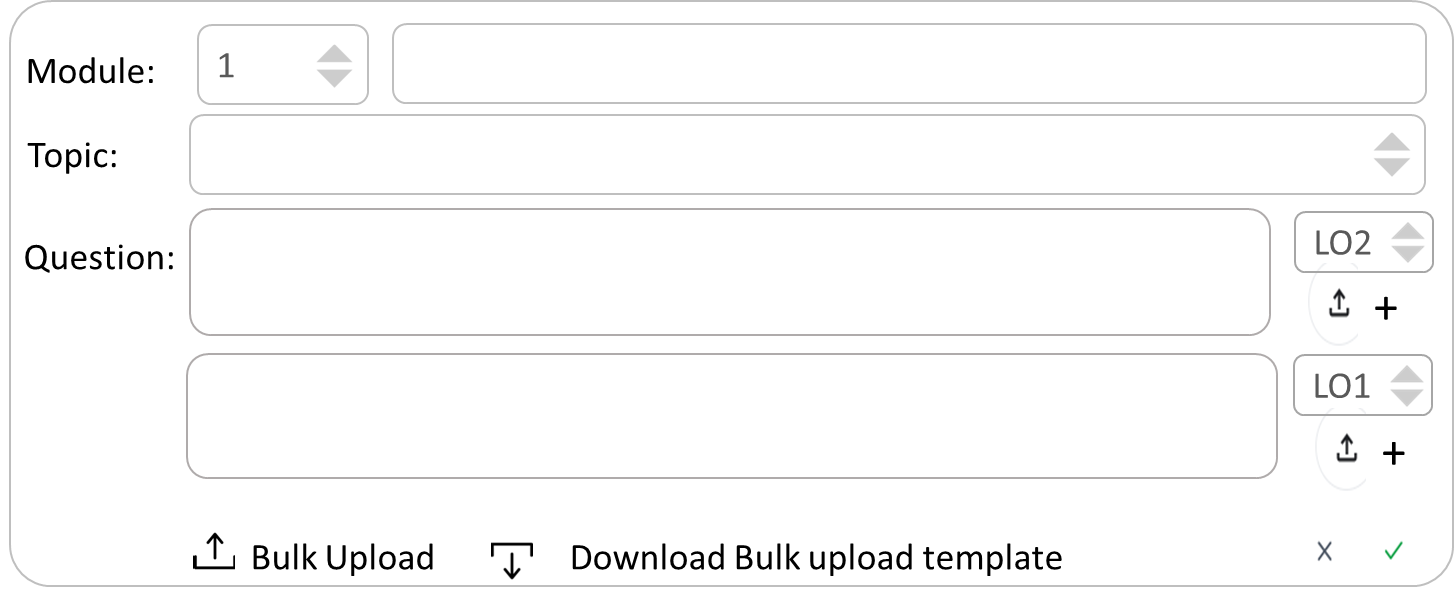 Module: 1
Topic:
Question: LO2
+
LO1
+
Bulk Upload Download Bulk upload template X ✓